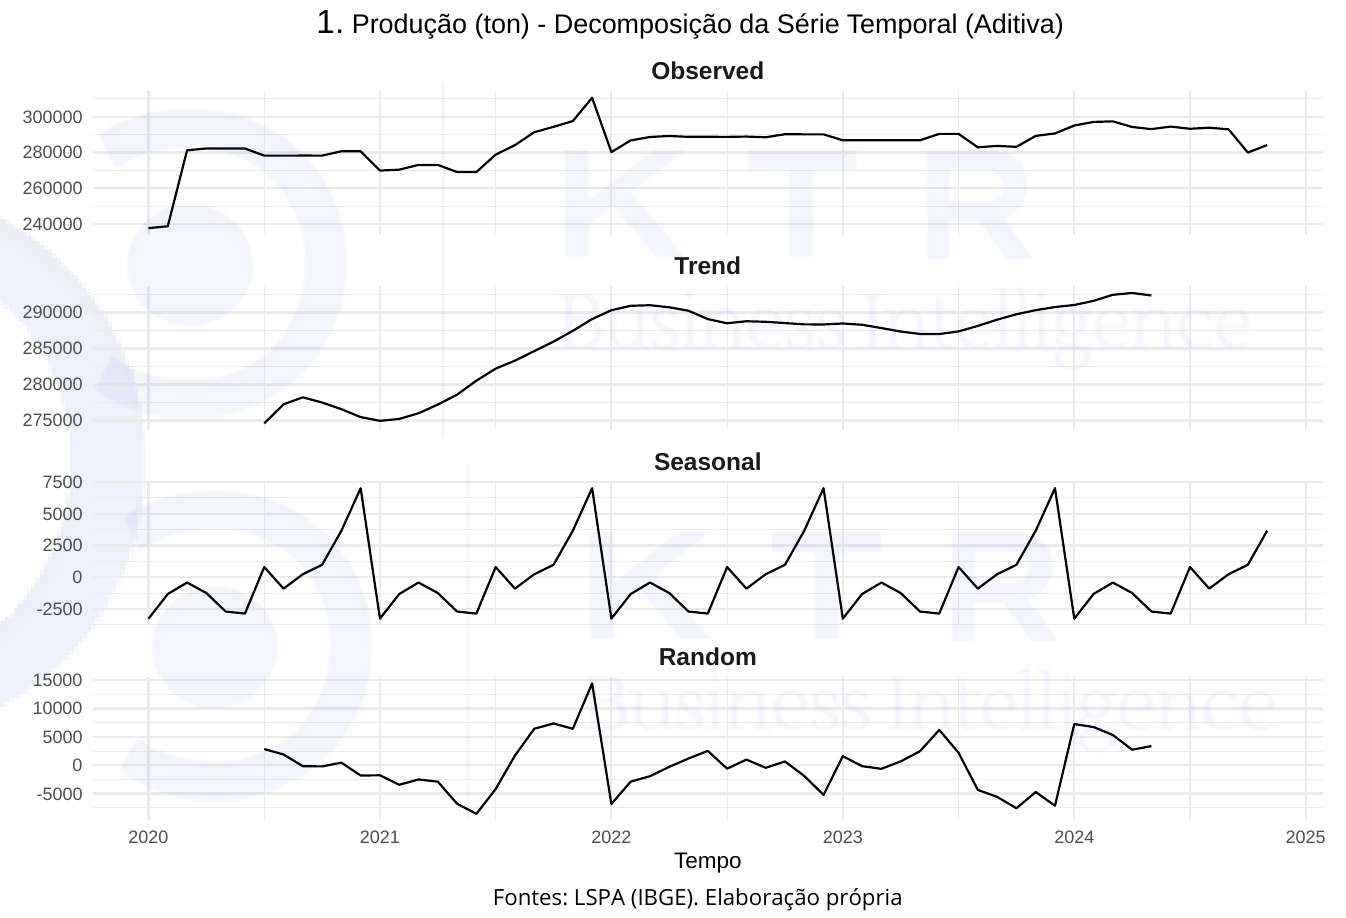 1. Produção (ton) - Decomposição da Série Temporal (Aditiva)
Observed
300000
280000
260000
240000
Trend
290000
285000
280000
275000
Seasonal
7500
5000
2500
0
-2500
Random
15000
10000
5000
0
-5000
2020 2021 2022 2023 2024 2025
Tempo
Fontes: LSPA (IBGE). Elaboração própria
KTR
Business Intelligence
KTR
Business Intelligence